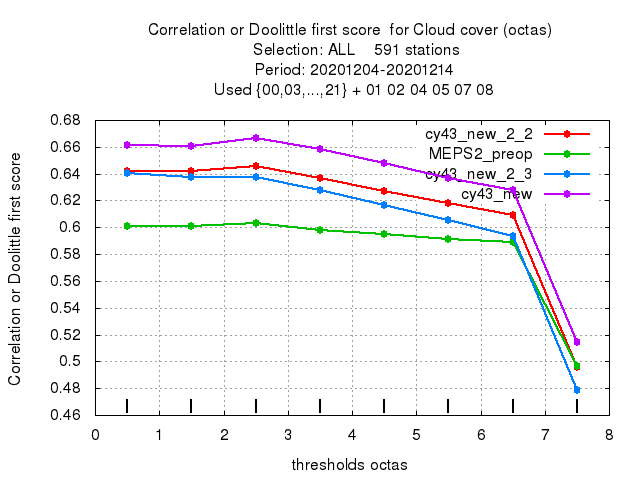 Correlation or Doolittle first score  for Cloud cover (octas)
Selection: ALL    591 stations
Period: 20201204-20201214
Used {00,03,...,21} + 01 02 04 05 07 08
Correlation or Doolittle first score
0.68
0.66
0.64
0.62
0.6
0.58
0.56
0.54
0.52
0.5
0.48
0.46
cy43_new_2_2
MEPS2_preop
cy43_new_2_3
cy43_new
0 1 2 3 4 5 6 7 8
thresholds octas